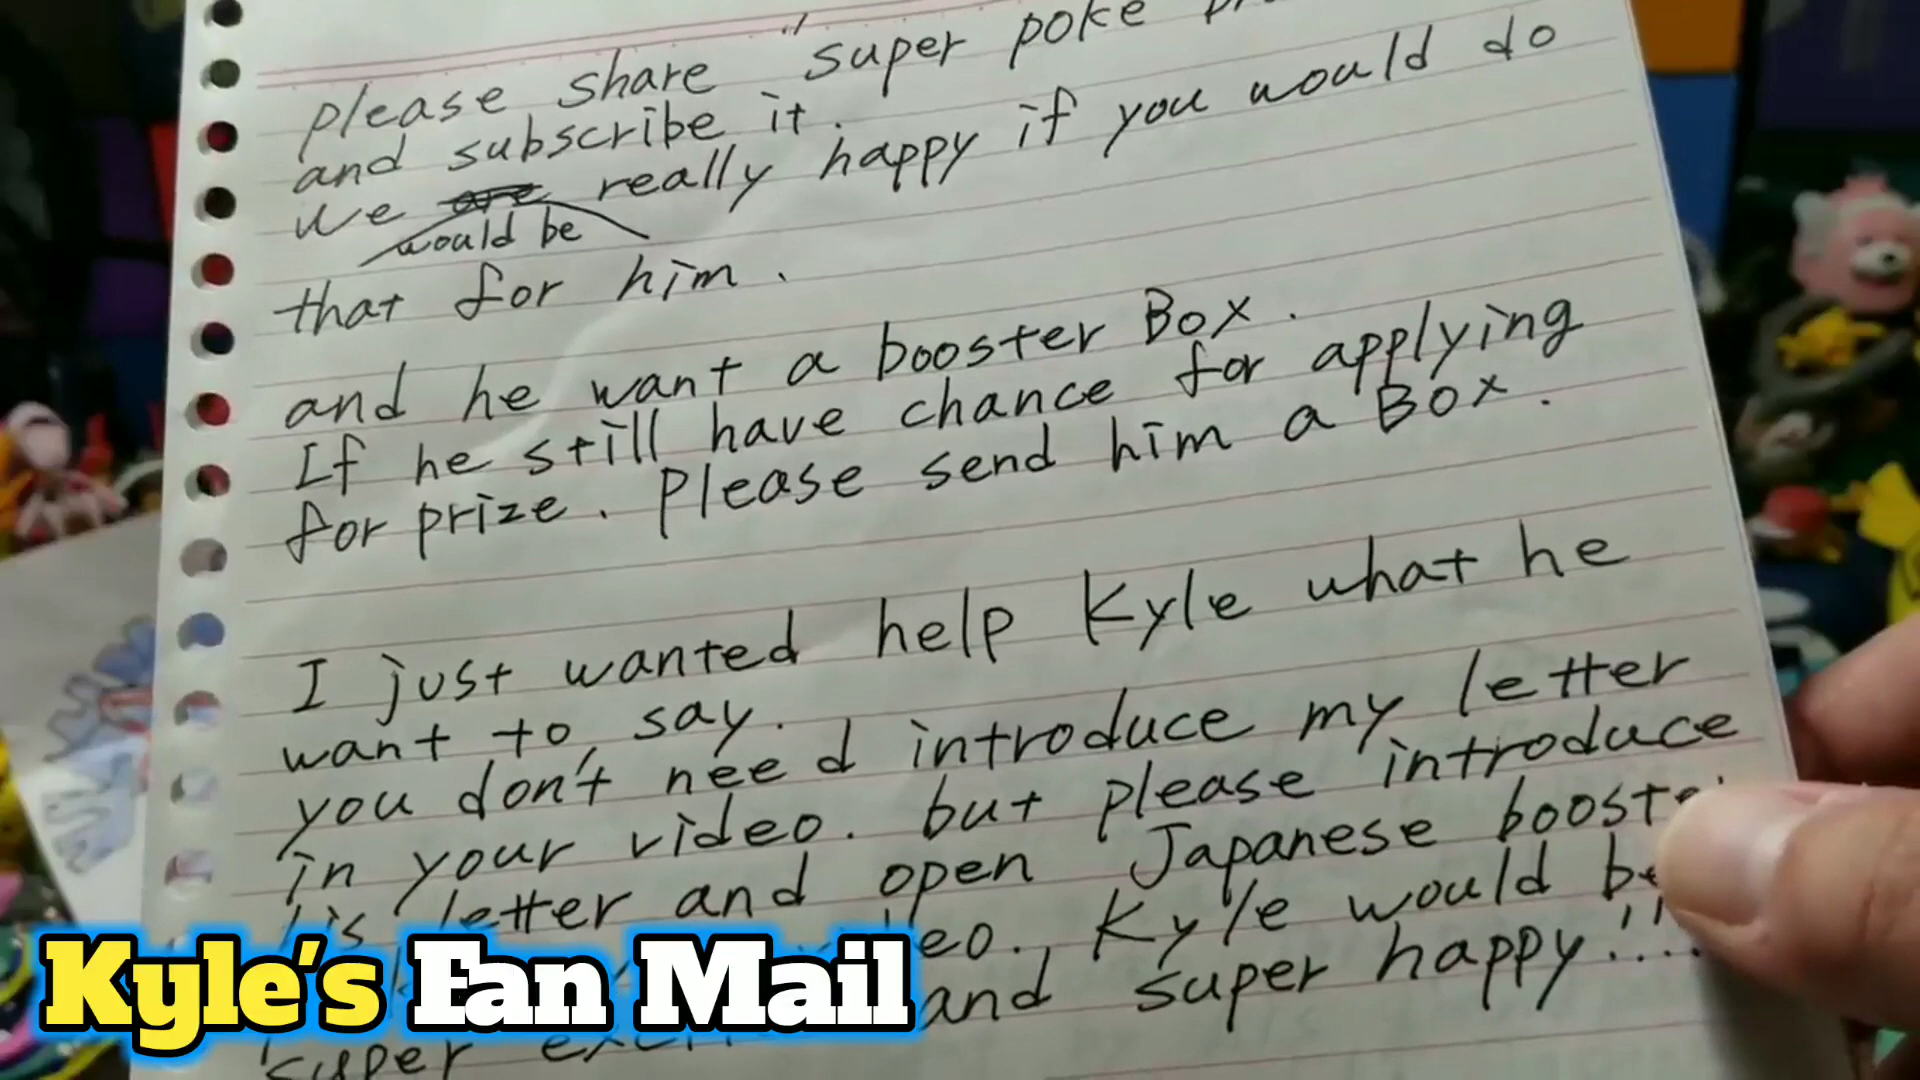 please share "super poke
and subscribe it.
we are really happy if you would do
would be
that for him.
and he want a booster Box.
If he still have chance for applying
for prize. Please send him a Box.
I just wanted help Kyle what he
want to say.
you don't need introduce my letter
in your video. but please introduce
his letter and open Japanese booster
Kyle would be
super and super happy!!...
Kyle's Fan Mail